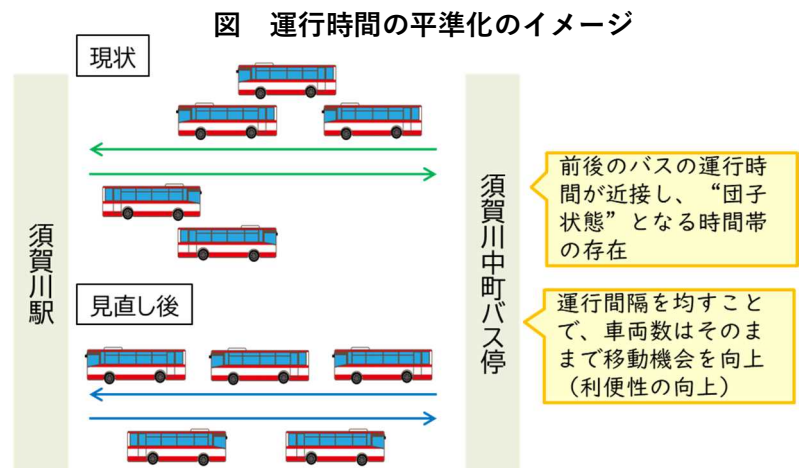 図　運行時間の平準化のイメージ
現状
須賀川駅
須賀川中町バス停
前後のバスの運行時
間が近接し、“団子
状態”となる時間帯
の存在
見直し後
運行間隔を均すこと
で、車両数はそのま
まで移動機会を向上
（利便性の向上）